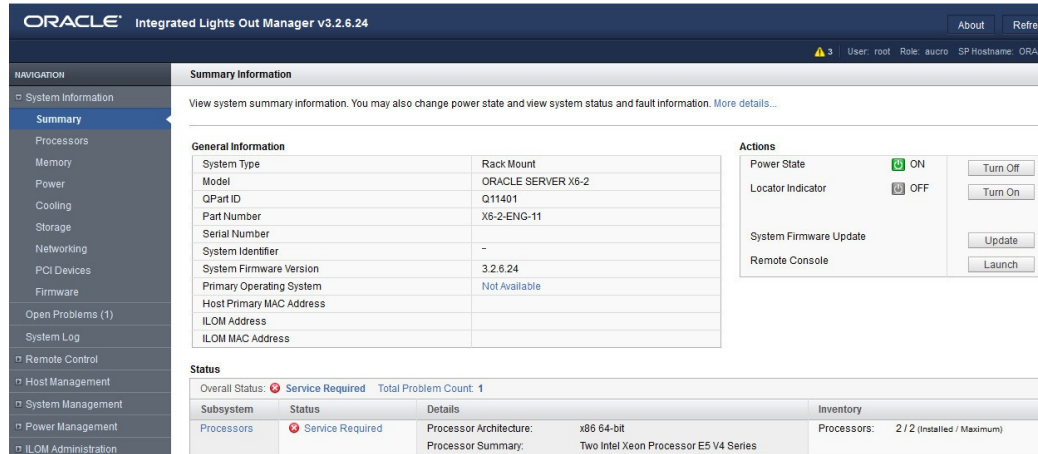 ORACLE® Integrated Lights Out Manager v3.2.6.24
About Refre
3 User: root Role: aucro SP Hostname: ORA
NAVIGATION
System Information
Summary
Processors
Memory
Power
Cooling
Storage
Networking
PCI Devices
Firmware
Open Problems (1)
System Log
Remote Control
Host Management
System Management
Power Management
ILOM Administration
Summary Information
View system summary information. You may also change power state and view system status and fault information. More details...
General Information
System Type Rack Mount
Model ORACLE SERVER X6-2
QPart ID Q11401
Part Number X6-2-ENG-11
Serial Number
System Identifier -
System Firmware Version 3.2.6.24
Primary Operating System Not Available
Host Primary MAC Address
ILOM Address
ILOM MAC Address
Actions
Power State ON Turn Off
Locator Indicator OFF Turn On
System Firmware Update Update
Remote Console Launch
Status
Overall Status: Service Required Total Problem Count: 1
Subsystem Status Details Inventory
Processors Service Required Processor Architecture: x86 64-bit Processors: 2 / 2 (Installed / Maximum)
Processor Summary: Two Intel Xeon Processor E5 V4 Series